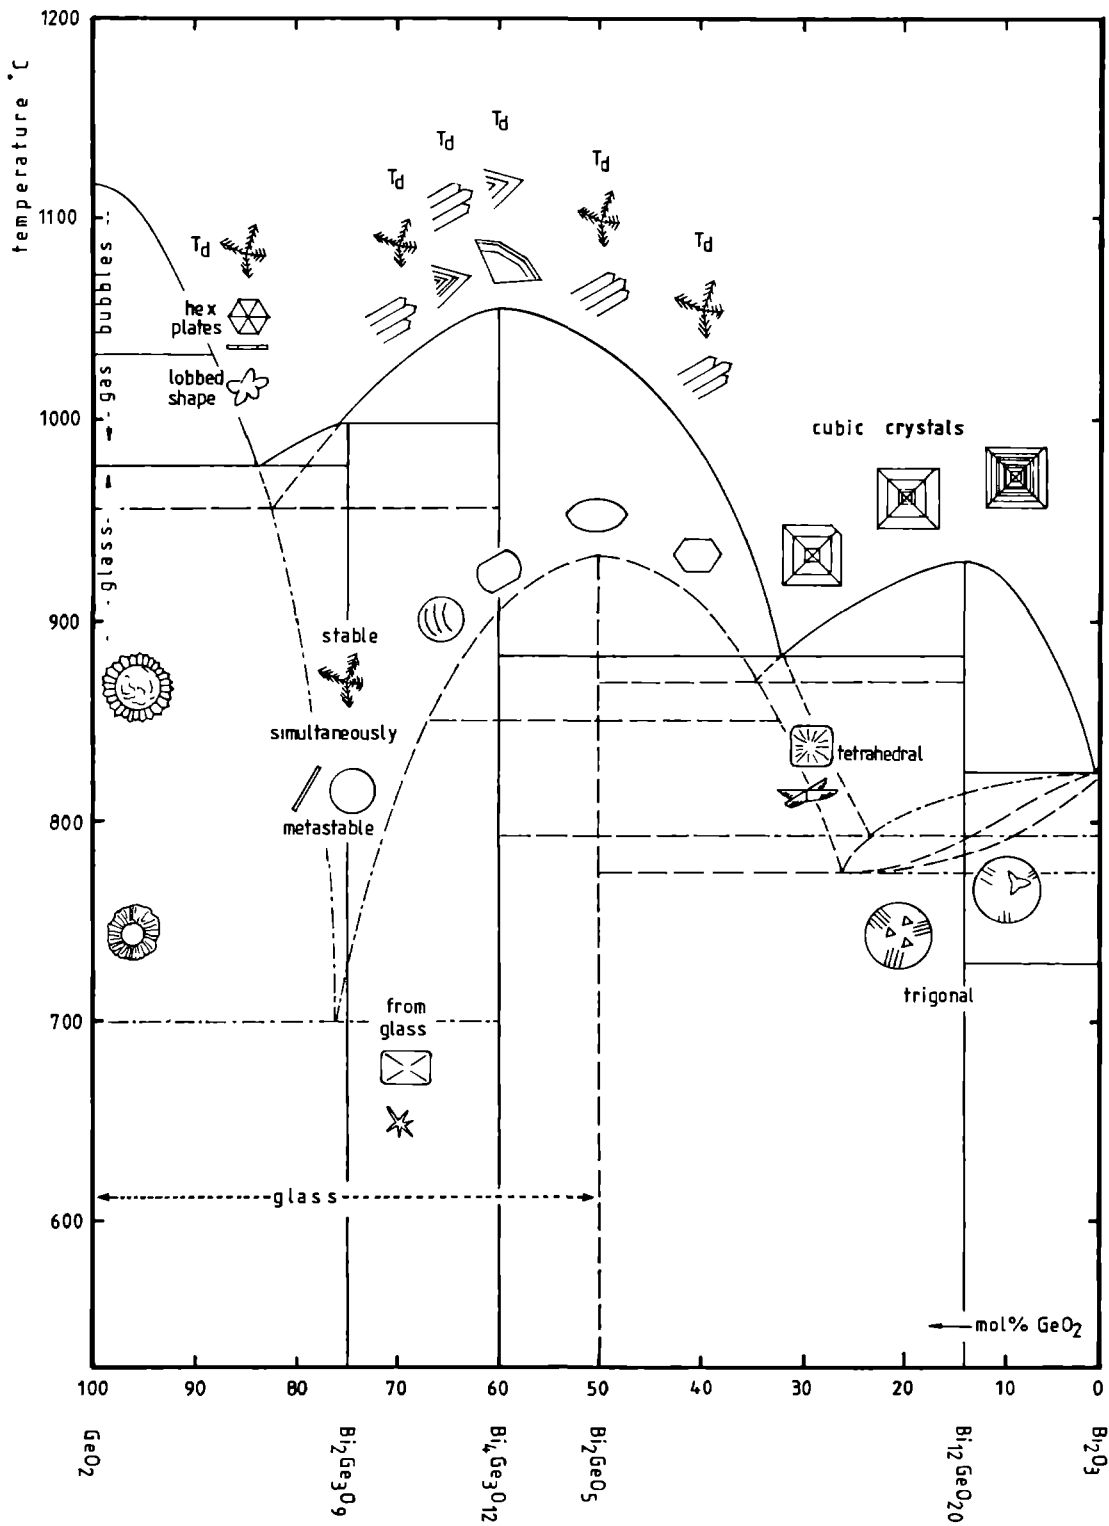 1200
temperature °C
1100
1000
900
800
700
600
gas bubbles
glass
Td
hex
plates
lobbed
shape
Td
Td
Td
Td
Td
cubic crystals
stable
simultaneously
metastable
tetrahedral
trigonal
from
glass
glass
mol% GeO2
100 90 80 70 60 50 40 30 20 10 0
GeO2
Bi2Ge3O9
Bi4Ge3O12
Bi2GeO5
Bi12GeO20
Bi2O3